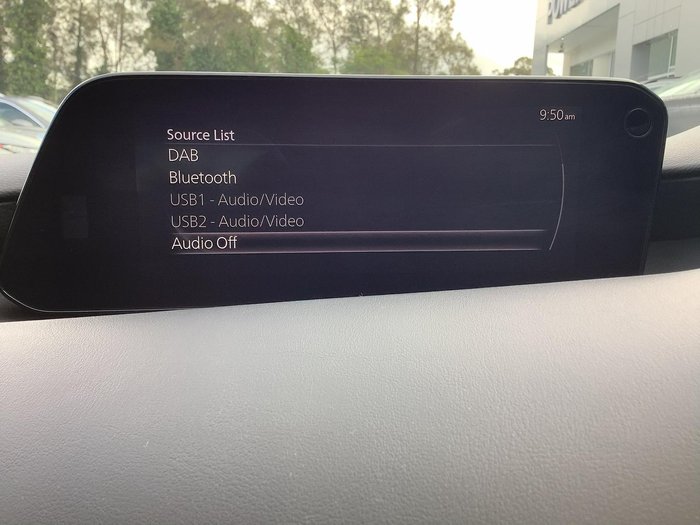 9:50am
Source List
DAB
Bluetooth
USB1 - Audio/Video
USB2 - Audio/Video
Audio Off